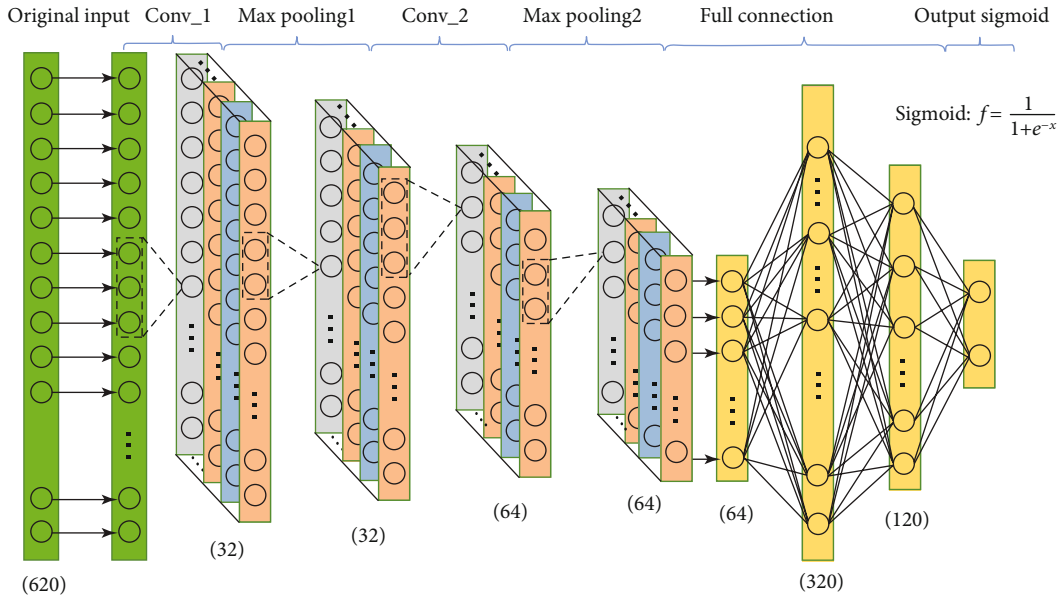 Original input
Conv_1
Max pooling1
Conv_2
Max pooling2
Full connection
Output sigmoid
Sigmoid: f = 1/1+e^{-x}
(620)
(32)
(32)
(64)
(64)
(64)
(320)
(120)